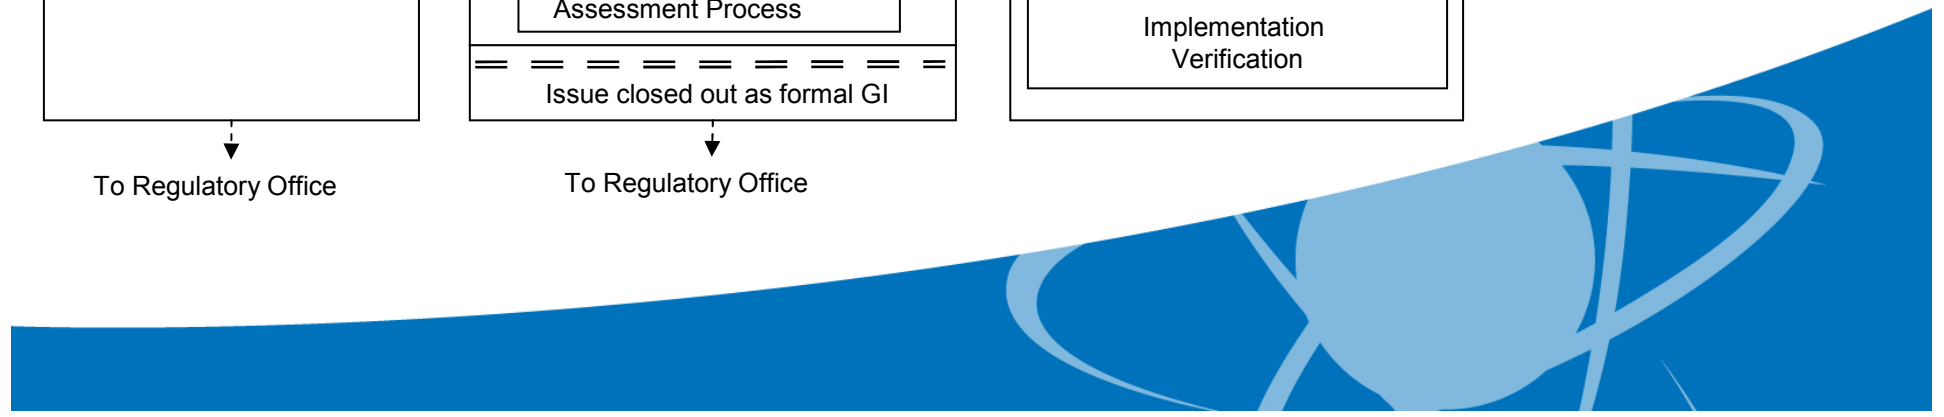 Assessment Process
Implementation
Verification
Issue closed out as formal GI
To Regulatory Office
To Regulatory Office